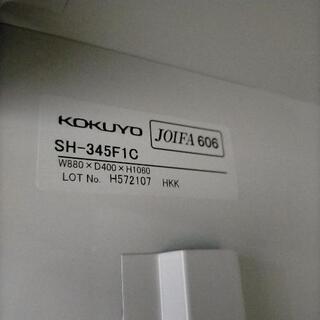 KOKUYO JOIFA 606
SH-345F1C
W880×D400×H1060
LOT No. H572107 HKK